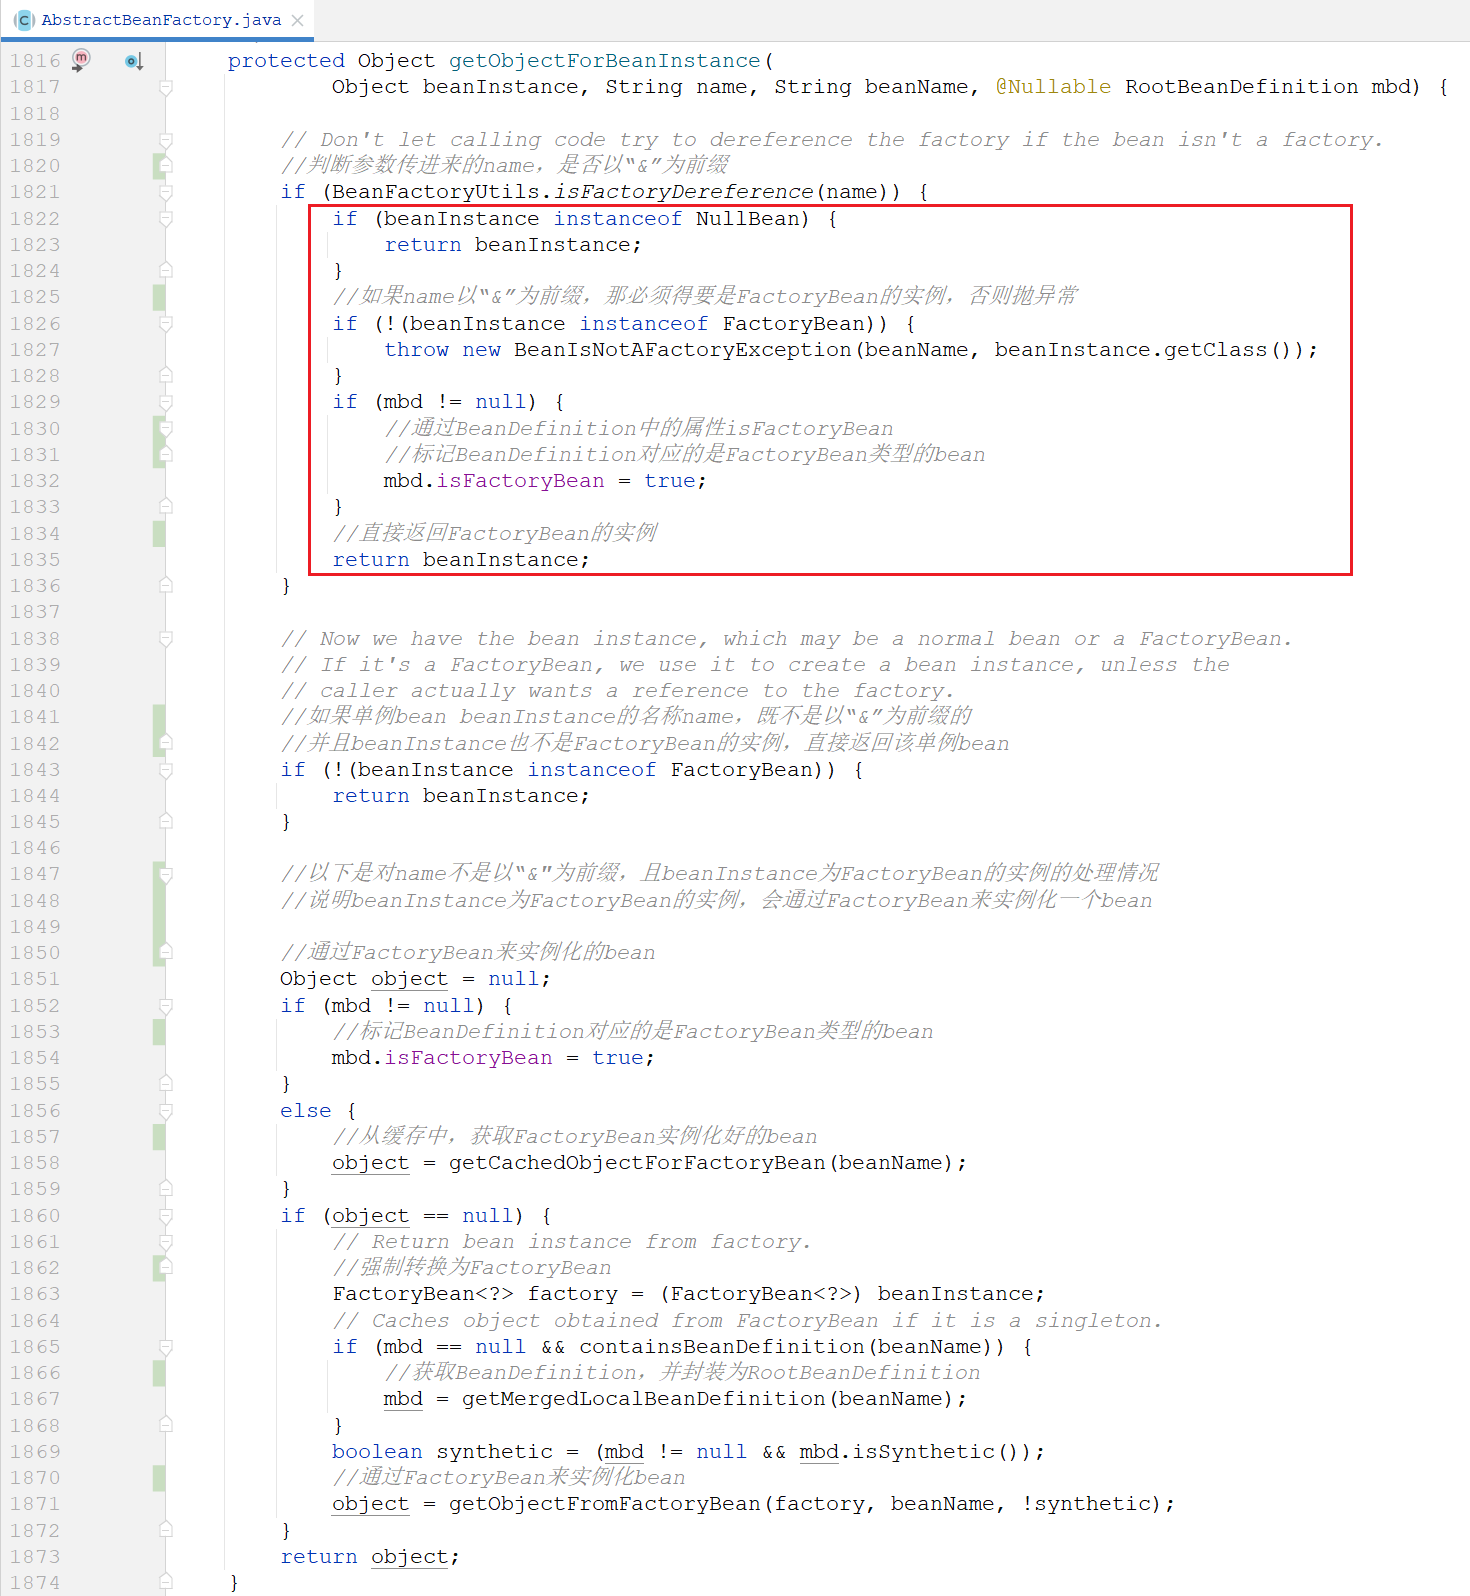 AbstractBeanFactory.java
1816 protected Object getObjectForBeanInstance(
1817 Object beanInstance, String name, String beanName, @Nullable RootBeanDefinition mbd) {
1818
1819 // Don't let calling code try to dereference the factory if the bean isn't a factory.
1820 //判断参数传进来的name，是否以“&”为前缀
1821 if (BeanFactoryUtils.isFactoryDereference(name)) {
1822 if (beanInstance instanceof NullBean) {
1823 return beanInstance;
1824 }
1825 //如果name以“&”为前缀，那必须得要是FactoryBean的实例，否则抛异常
1826 if (!(beanInstance instanceof FactoryBean)) {
1827 throw new BeanIsNotAFactoryException(beanName, beanInstance.getClass());
1828 }
1829 if (mbd != null) {
1830 //通过BeanDefinition中的属性isFactoryBean
1831 //标记BeanDefinition对应的是FactoryBean类型的bean
1832 mbd.isFactoryBean = true;
1833 }
1834 //直接返回FactoryBean的实例
1835 return beanInstance;
1836 }
1837
1838 // Now we have the bean instance, which may be a normal bean or a FactoryBean.
1839 // If it's a FactoryBean, we use it to create a bean instance, unless the
1840 // caller actually wants a reference to the factory.
1841 //如果单例bean beanInstance的名称name，既不是以“&”为前缀的
1842 //并且beanInstance也不是FactoryBean的实例，直接返回该单例bean
1843 if (!(beanInstance instanceof FactoryBean)) {
1844 return beanInstance;
1845 }
1846
1847 //以下是对name不是以“&"为前缀，且beanInstance为FactoryBean的实例的处理情况
1848 //说明beanInstance为FactoryBean的实例，会通过FactoryBean来实例化一个bean
1849
1850 //通过FactoryBean来实例化的bean
1851 Object object = null;
1852 if (mbd != null) {
1853 //标记BeanDefinition对应的是FactoryBean类型的bean
1854 mbd.isFactoryBean = true;
1855 }
1856 else {
1857 //从缓存中，获取FactoryBean实例化好的bean
1858 object = getCachedObjectForFactoryBean(beanName);
1859 }
1860 if (object == null) {
1861 // Return bean instance from factory.
1862 //强制转换为FactoryBean
1863 FactoryBean<?> factory = (FactoryBean<?>) beanInstance;
1864 // Caches object obtained from FactoryBean if it is a singleton.
1865 if (mbd == null && containsBeanDefinition(beanName)) {
1866 //获取BeanDefinition，并封装为RootBeanDefinition
1867 mbd = getMergedLocalBeanDefinition(beanName);
1868 }
1869 boolean synthetic = (mbd != null && mbd.isSynthetic());
1870 //通过FactoryBean来实例化bean
1871 object = getObjectFromFactoryBean(factory, beanName, !synthetic);
1872 }
1873 return object;
1874 }